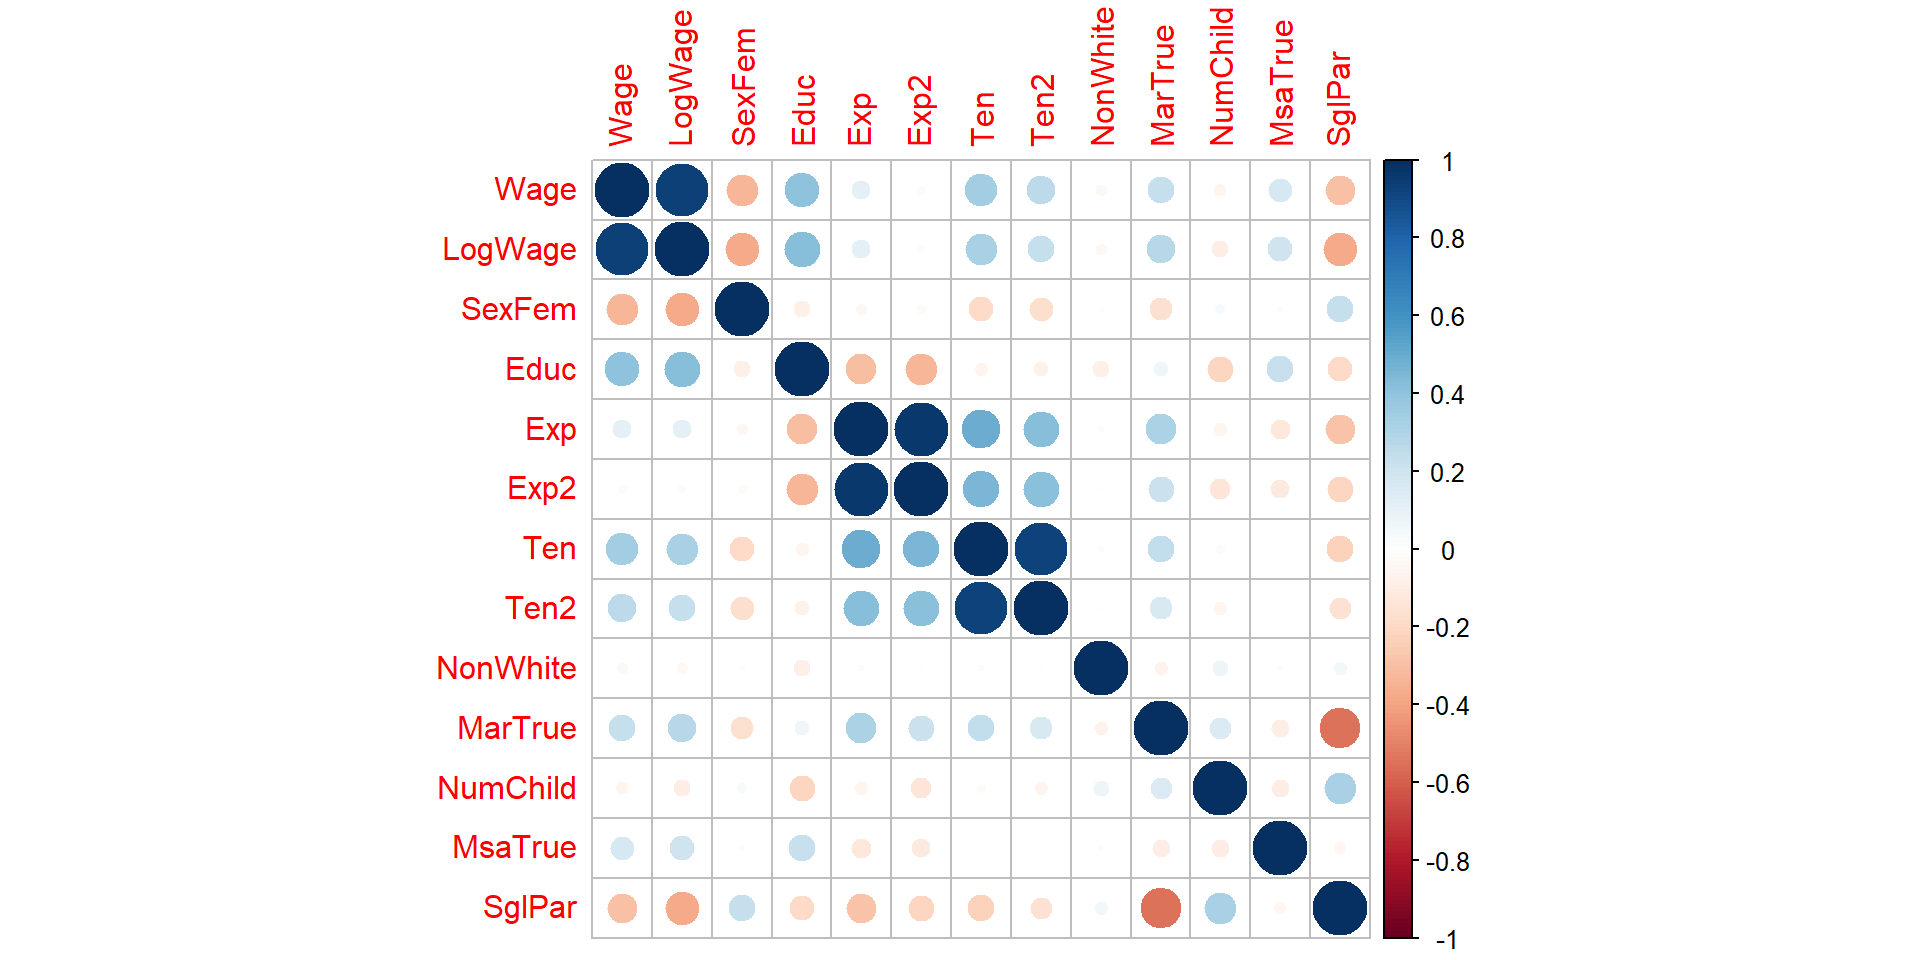 Wage
LogWage
SexFem
Educ
Exp
Exp2
Ten
Ten2
NonWhite
MarTrue
NumChild
MsaTrue
SglPar
Wage
LogWage
SexFem
Educ
Exp
Exp2
Ten
Ten2
NonWhite
MarTrue
NumChild
MsaTrue
SglPar
1
0.8
0.6
0.4
0.2
0
-0.2
-0.4
-0.6
-0.8
-1